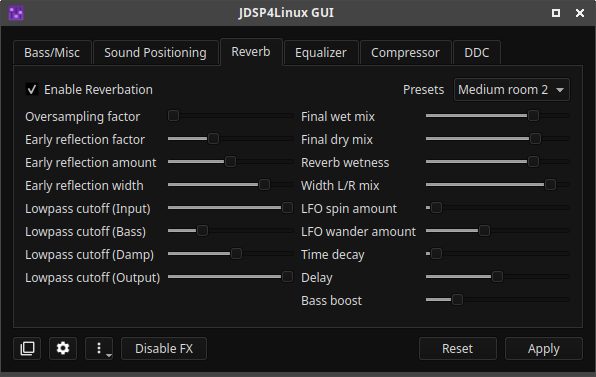 JDSP4Linux GUI
Bass/Misc Sound Positioning Reverb Equalizer Compressor DDC
Enable Reverbation Presets Medium room 2
Oversampling factor Final wet mix
Early reflection factor Final dry mix
Early reflection amount Reverb wetness
Early reflection width Width L/R mix
Lowpass cutoff (Input) LFO spin amount
Lowpass cutoff (Bass) LFO wander amount
Lowpass cutoff (Damp) Time decay
Lowpass cutoff (Output) Delay
Bass boost
Disable FX Reset Apply